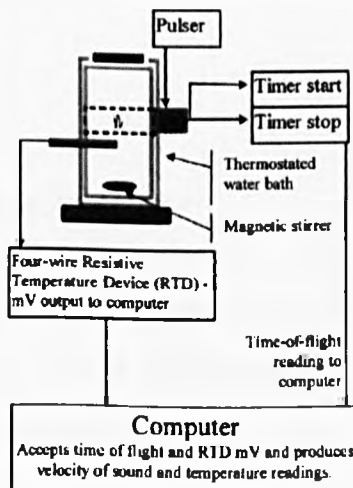 Pulser
Timer start
Timer stop
Thermostated
water bath
Magnetic stirrer
Four-wire Resistive
Temperature Device (RTD) -
mV output to computer
Time-of-flight
reading to
computer
Computer
Accepts time of flight and RTD mV and produces
velocity of sound and temperature readings.